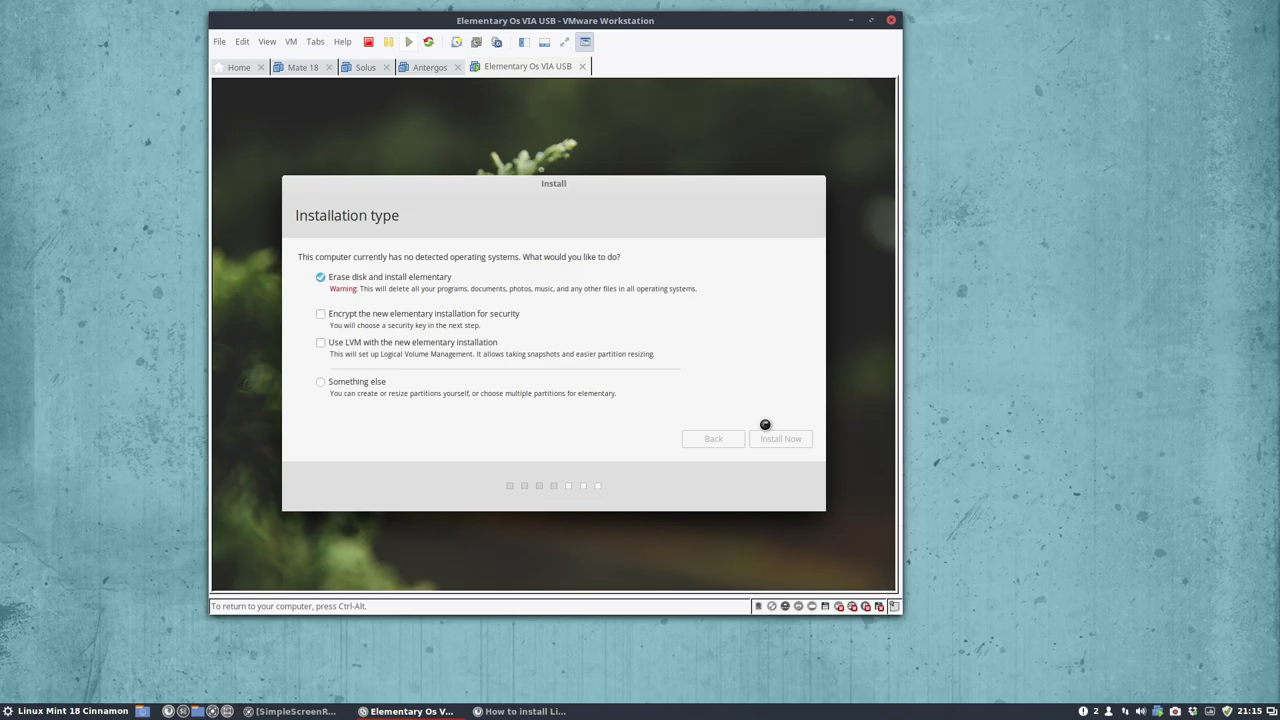 Elementary Os VIA USB - VMware Workstation
File Edit View VM Tabs Help
Home Mate 18 Solus Antergos Elementary Os VIA USB
Install
Installation type
This computer currently has no detected operating systems. What would you like to do?
Erase disk and install elementary
Warning: This will delete all your programs, documents, photos, music, and any other files in all operating systems.
Encrypt the new elementary installation for security
You will choose a security key in the next step.
Use LVM with the new elementary installation
This will set up Logical Volume Management. It allows taking snapshots and easier partition resizing.
Something else
You can create or resize partitions yourself, or choose multiple partitions for elementary.
Back Install Now
To return to your computer, press Ctrl-Alt.
Linux Mint 18 Cinnamon [SimpleScreenR... Elementary Os V... How to install Li... 2 21:15